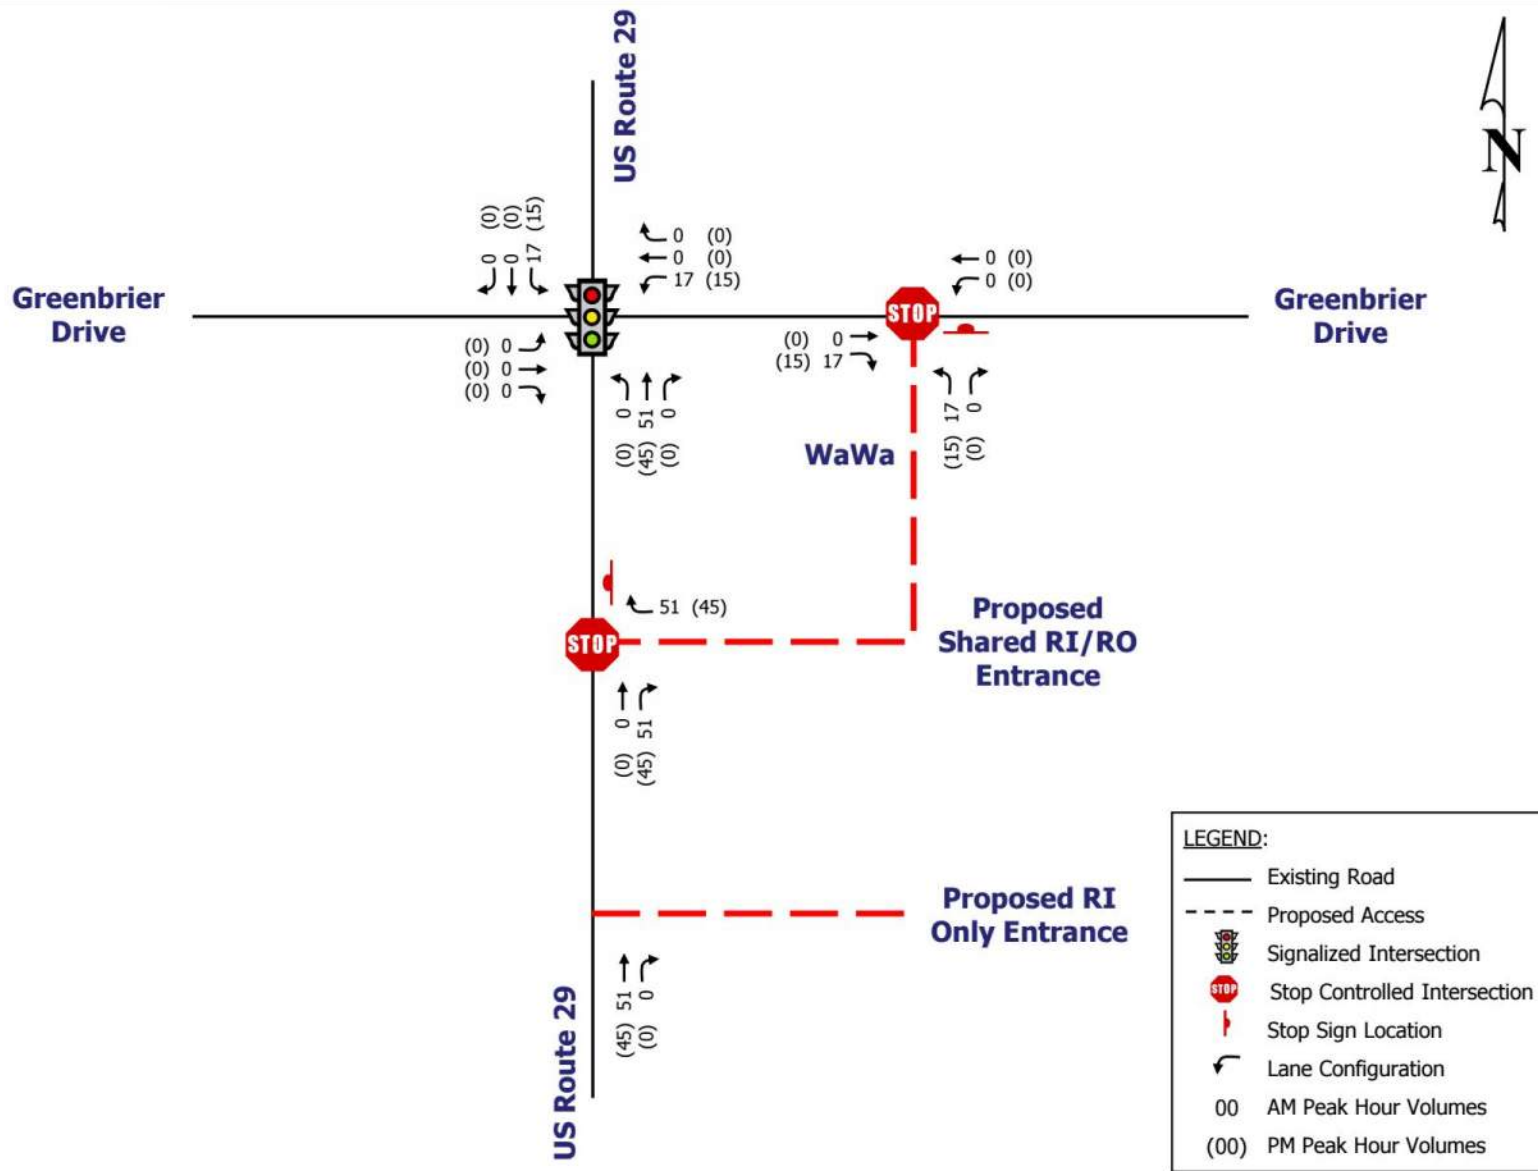 US Route 29
N
(0) (0) (15)
0 0 17
0 (0)
0 (0)
17 (15)
0 (0)
0 (0)
Greenbrier
Drive
STOP
Greenbrier
Drive
(0) 0
(0) 0
(0) 0
(0) 0
(15) 17
0 51 0
(0) (45) (0)
17 0
(15) (0)
WaWa
51 (45)
STOP
Proposed
Shared RI/RO
Entrance
0 51
(0) (45)
Proposed RI
Only Entrance
51 0
(45) (0)
US Route 29
LEGEND:
Existing Road
Proposed Access
Signalized Intersection
STOP Stop Controlled Intersection
Stop Sign Location
Lane Configuration
00 AM Peak Hour Volumes
(00) PM Peak Hour Volumes